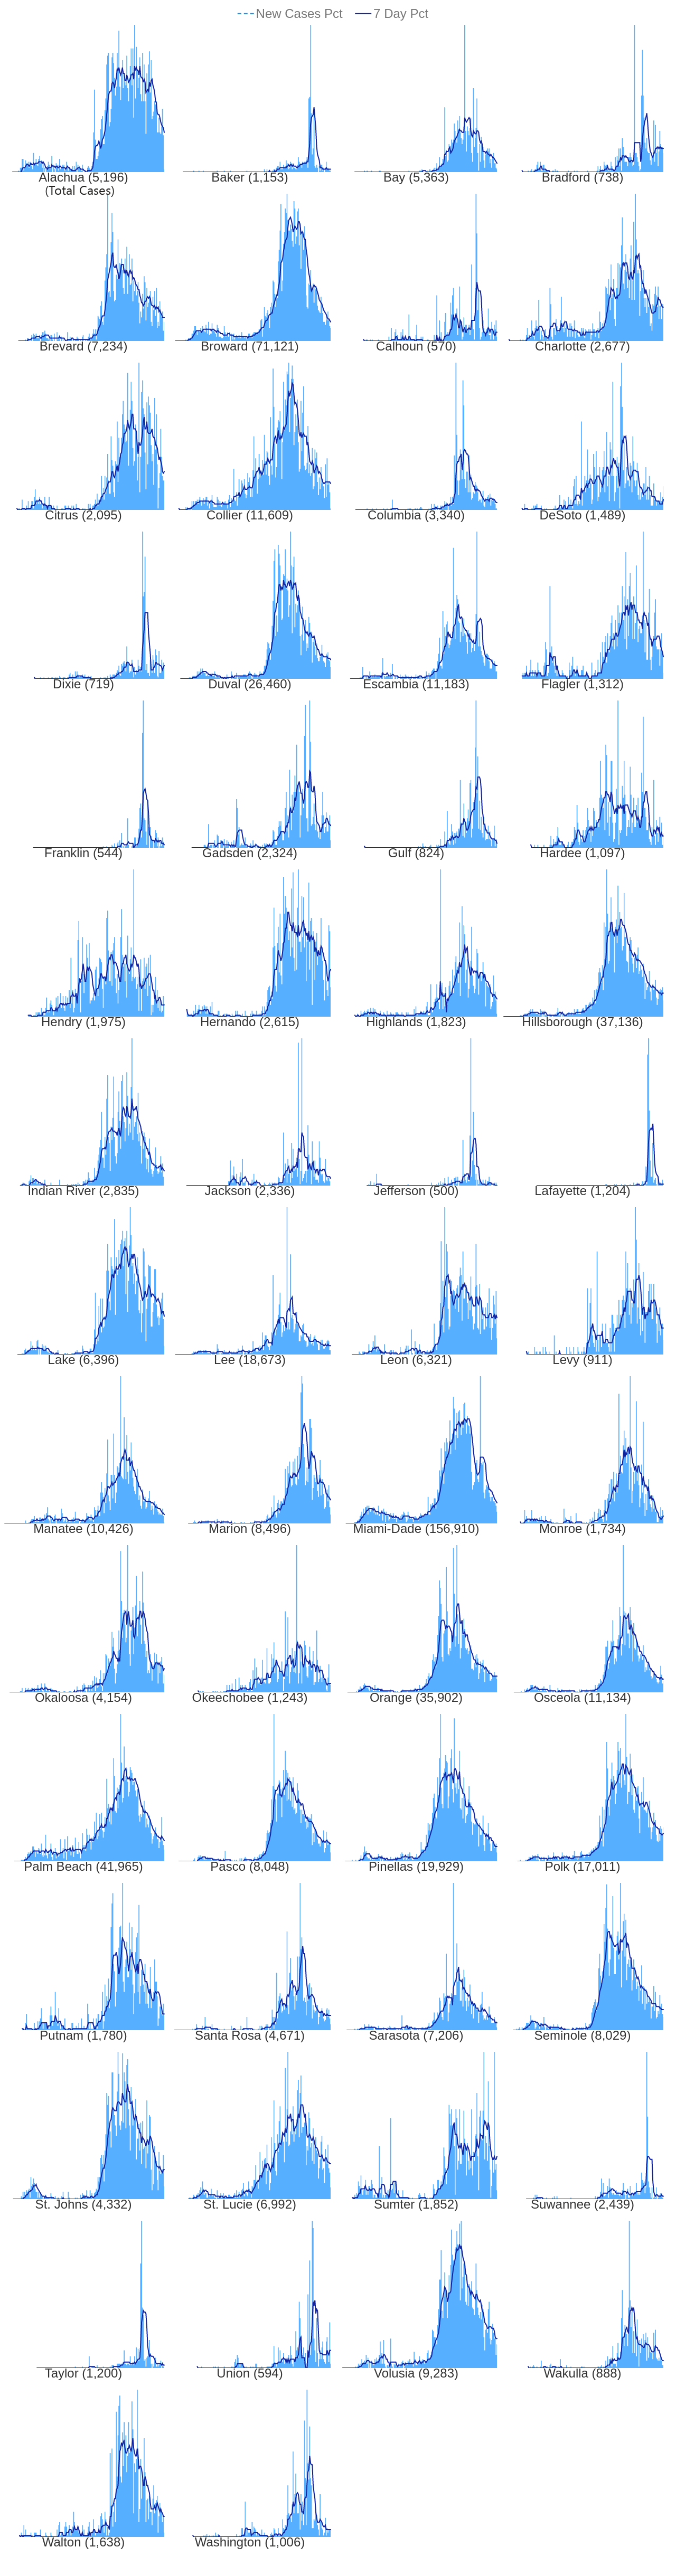 New Cases Pct 7 Day Pct
Alachua (5,196) Baker (1,153) Bay (5,363) Bradford (738)
(Total Cases)
Brevard (7,234) Broward (71,121) Calhoun (570) Charlotte (2,677)
Citrus (2,095) Collier (11,609) Columbia (3,340) DeSoto (1,489)
Dixie (719) Duval (26,460) Escambia (11,183) Flagler (1,312)
Franklin (544) Gadsden (2,324) Gulf (824) Hardee (1,097)
Hendry (1,975) Hernando (2,615) Highlands (1,823) Hillsborough (37,136)
Indian River (2,835) Jackson (2,336) Jefferson (500) Lafayette (1,204)
Lake (6,396) Lee (18,673) Leon (6,321) Levy (911)
Manatee (10,426) Marion (8,496) Miami-Dade (156,910) Monroe (1,734)
Okaloosa (4,154) Okeechobee (1,243) Orange (35,902) Osceola (11,134)
Palm Beach (41,965) Pasco (8,048) Pinellas (19,929) Polk (17,011)
Putnam (1,780) Santa Rosa (4,671) Sarasota (7,206) Seminole (8,029)
St. Johns (4,332) St. Lucie (6,992) Sumter (1,852) Suwannee (2,439)
Taylor (1,200) Union (594) Volusia (9,283) Wakulla (888)
Walton (1,638) Washington (1,006)